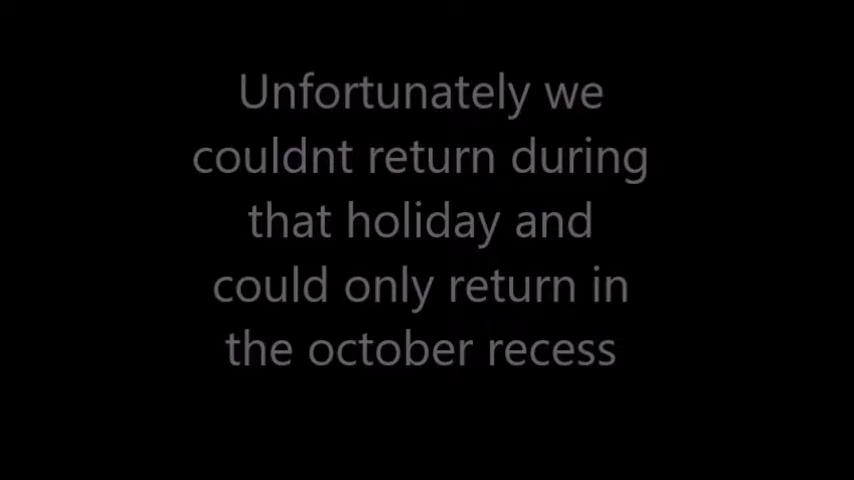 Unfortunately we
couldnt return during
that holiday and
could only return in
the october recess